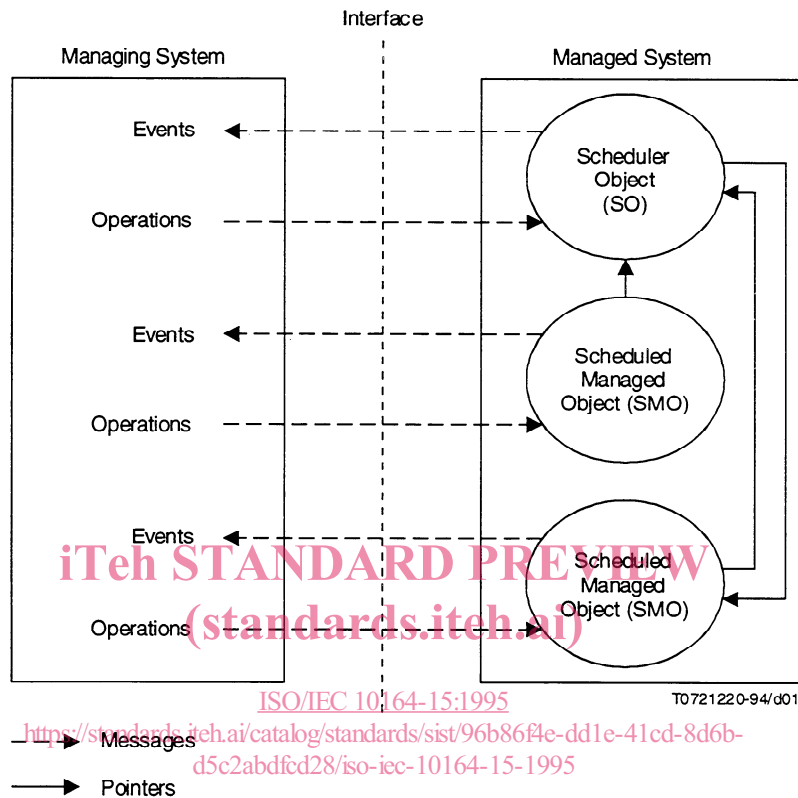 Interface
Managing System
Managed System
Events
Scheduler
Object
(SO)
Operations
Events
Scheduled
Managed
Object (SMO)
Operations
Events
iTeh STANDARD PREVIEW
Scheduled
Managed
Object (SMO)
Operations
(standards.iteh.ai)
ISO/IEC 10164-15:1995
T0721220-94/d01
https://standards.iteh.ai/catalog/standards/sist/96b86f4e-dd1e-41cd-8d6b-
Messages
d5c2abdfcd28/iso-iec-10164-15-1995
Pointers